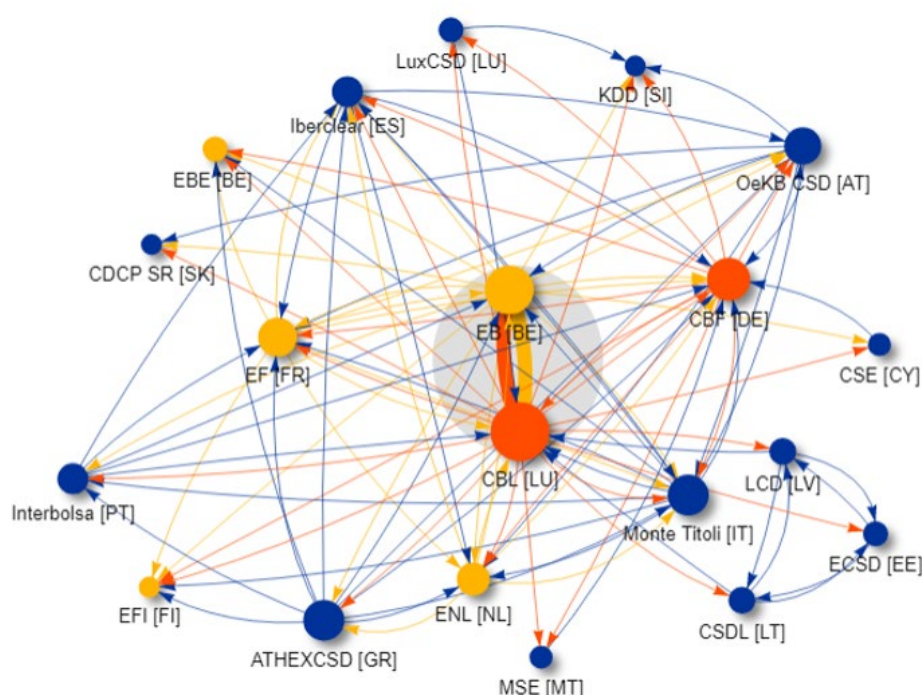 LuxCSD [LU]
KDD [SI]
Iberclear [ES]
EBE [BE]
OeKB CSD [AT]
CDCP SR [SK]
EB [BE]
CBF [DE]
EF [FR]
CSE [CY]
CBL [LU]
LCD [LV]
Interbolsa [PT]
Monte Titoli [IT]
ECSD [EE]
EFI [FI]
ENL [NL]
CSDL [LT]
ATHEXCSD [GR]
MSE [MT]